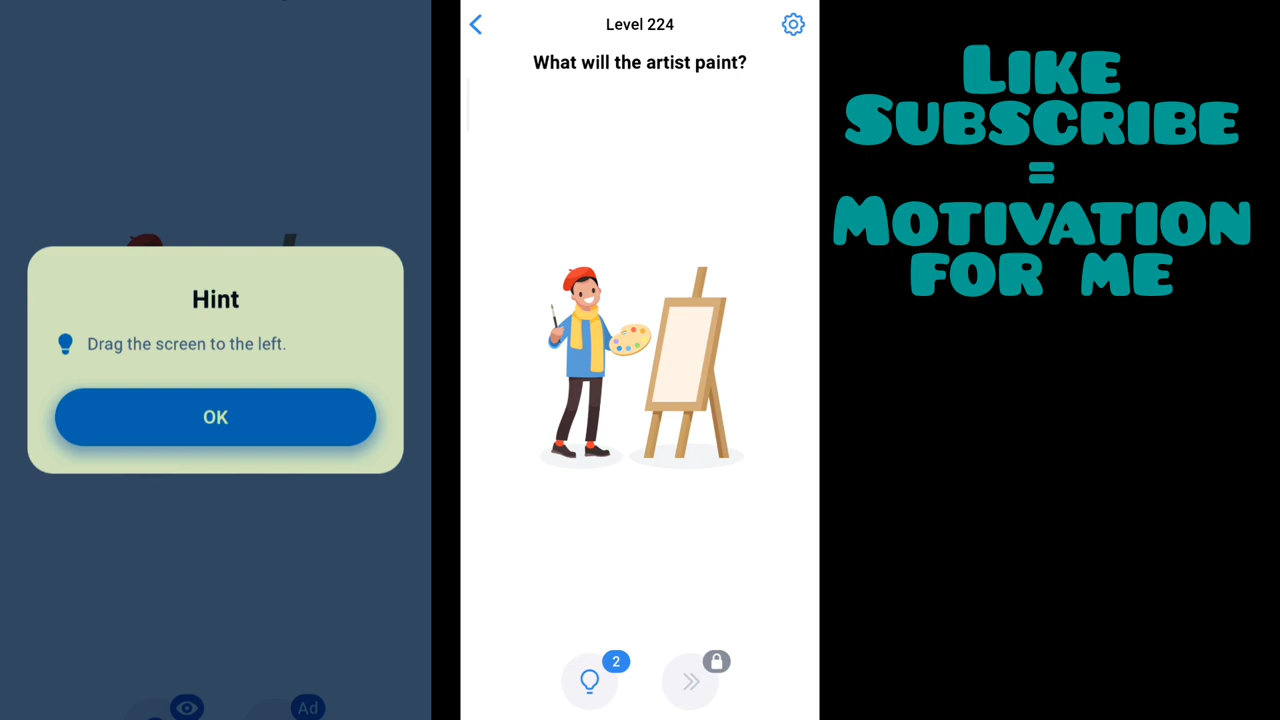 Hint
Drag the screen to the left.
OK
Ad
Level 224
What will the artist paint?
2
LIKE
SUBSCRIBE
=
MOTIVATION
FOR ME